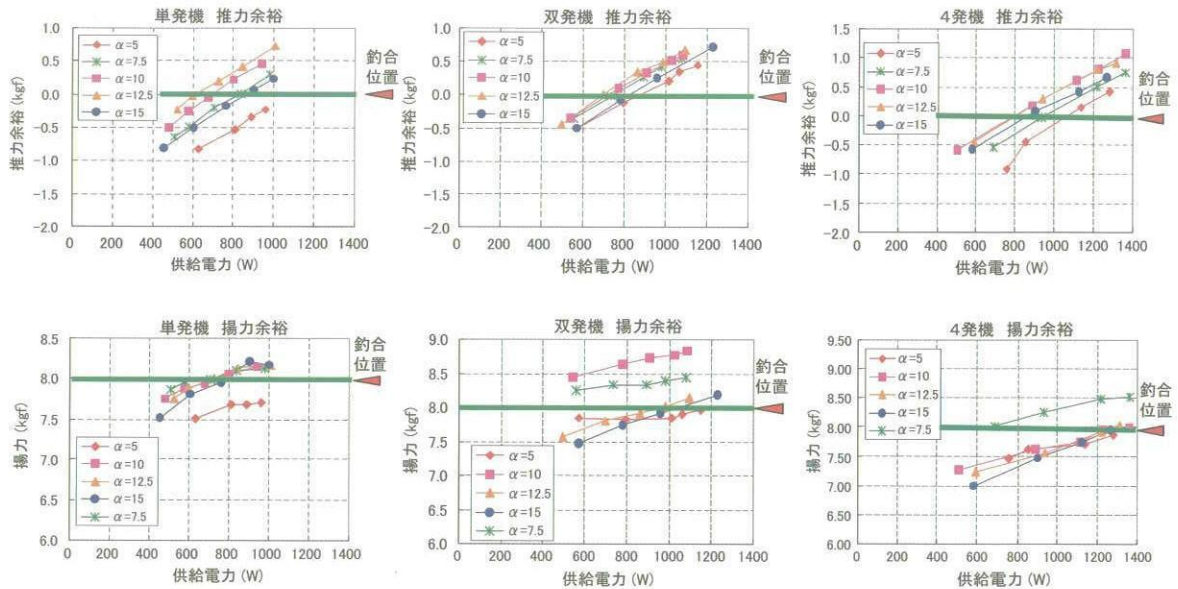 単発機 推力余裕
1.0
0.5
0.0
−0.5
−1.0
−1.5
−2.0
推力余裕 (kgf)
α=5
α=7.5
α=10
α=12.5
α=15
釣合
位置
0 200 400 600 800 1000 1200 1400
供給電力 (W)
双発機 推力余裕
1.0
0.5
0.0
−0.5
−1.0
−1.5
−2.0
推力余裕 (kgf)
α=5
α=7.5
α=10
α=12.5
α=15
釣合
位置
0 200 400 600 800 1000 1200 1400
供給電力 (W)
4発機 推力余裕
1.5
1.0
0.5
0.0
−0.5
−1.0
−1.5
−2.0
推力余裕 (kgf)
α=5
α=7.5
α=10
α=12.5
α=15
釣合
位置
0 200 400 600 800 1000 1200 1400
供給電力 (W)
単発機 揚力余裕
8.5
8.0
7.5
7.0
6.5
6.0
揚力 (kgf)
α=5
α=10
α=12.5
α=15
α=7.5
釣合
位置
0 200 400 600 800 1000 1200 1400
供給電力 (W)
双発機 揚力余裕
9.0
8.5
8.0
7.5
7.0
6.5
6.0
揚力 (kgf)
α=5
α=10
α=12.5
α=15
α=7.5
釣合
位置
0 200 400 600 800 1000 1200 1400
供給電力 (W)
4発機 揚力余裕
9.50
9.00
8.50
8.00
7.50
7.00
6.50
6.00
揚力 (kgf)
α=5
α=10
α=12.5
α=15
α=7.5
釣合
位置
0 200 400 600 800 1000 1200 1400
供給電力 (W)